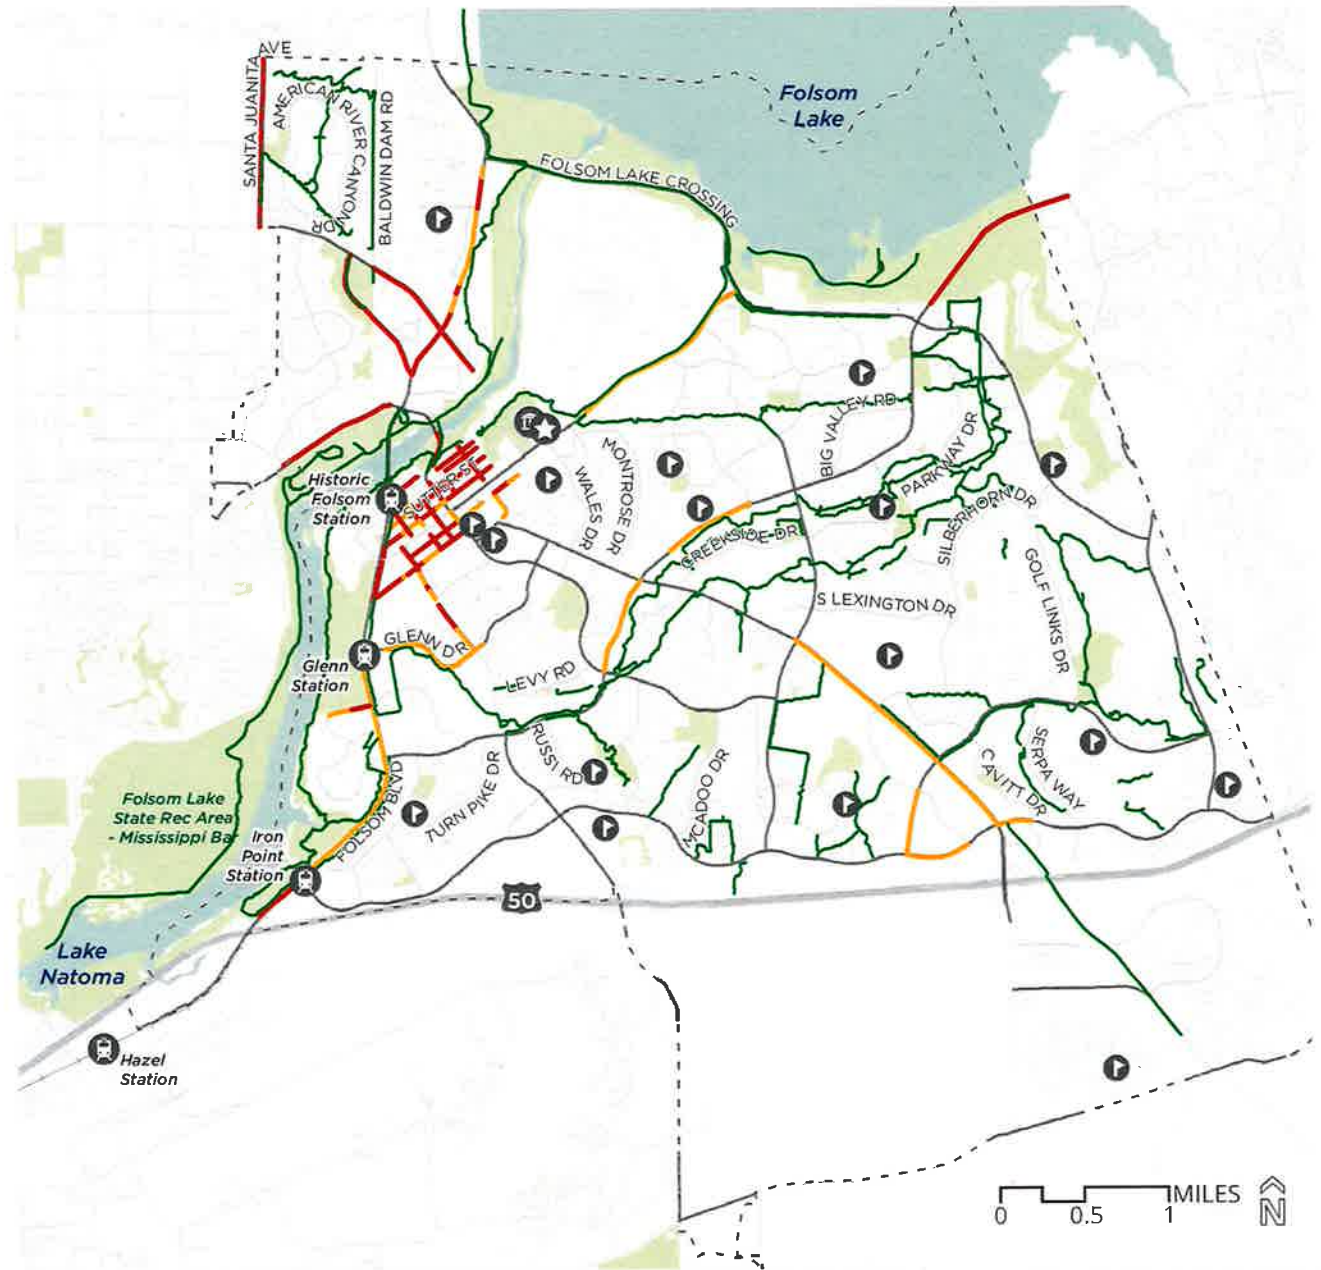 AVE
SANTA JUANITA
AMERICAN RIVER CANYON
DR
BALDWIN DAM RD
Folsom
Lake
FOLSOM LAKE CROSSING
BIG VALLEY RD
PARKWAY DR
SILBERHORN DR
MONTROSE DR
WALES DR
CREEKSIDE DR
Historic
Folsom
Station
SUTTER ST
S LEXINGTON DR
GOLF LINKS DR
GLENN DR
Glenn
Station
LEVY RD
RUSSI RD
MCADOO DR
SERPA WAY
CAVITT DR
TURN PIKE DR
FOLSOM BLVD
Folsom Lake
State Rec Area
- Mississippi Bar
Iron
Point
Station
50
Lake
Natoma
Hazel
Station
MILES
0 0.5 1
N